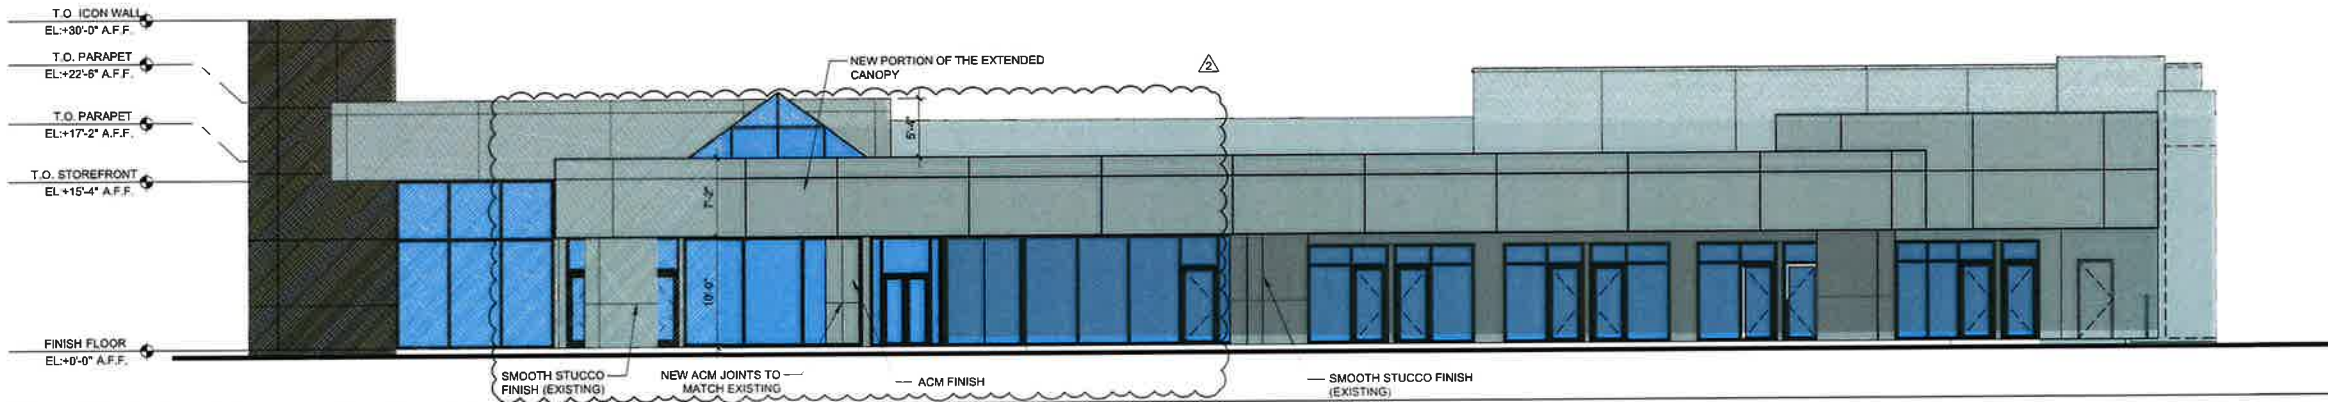 T.O ICON WALL
EL:+30'-0" A.F.F.
T.O. PARAPET
EL:+22'-6" A.F.F.
T.O. PARAPET
EL:+17'-2" A.F.F.
T.O. STOREFRONT
EL:+15'-4" A.F.F.
FINISH FLOOR
EL:+0'-0" A.F.F.
NEW PORTION OF THE EXTENDED
CANOPY
2
5'-4"
7'-2"
10'-0"
SMOOTH STUCCO
FINISH (EXISTING)
NEW ACM JOINTS TO
MATCH EXISTING
ACM FINISH
SMOOTH STUCCO FINISH
(EXISTING)